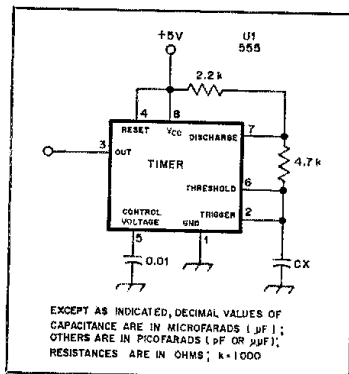 +5V
U1
555
2.2k
4
8
RESET
VCC
DISCHARGE
7
3
OUT
TIMER
4.7k
THRESHOLD
6
CONTROL
VOLTAGE
GND
TRIGGER
2
5
1
0.01
CX
EXCEPT AS INDICATED, DECIMAL VALUES OF
CAPACITANCE ARE IN MICROFARADS (µF);
OTHERS ARE IN PICOFARADS (pF OR µµF);
RESISTANCES ARE IN OHMS; k=1000